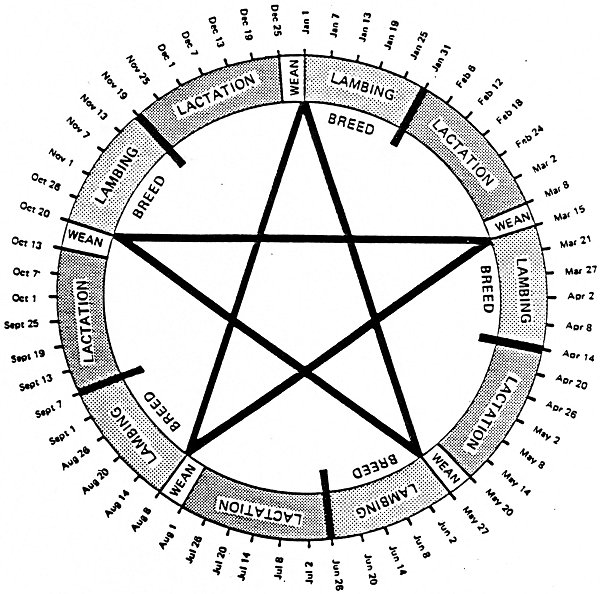 Jan 1
Jan 7
Jan 13
Jan 19
Jan 25
Jan 31
Feb 6
Feb 12
Feb 18
Feb 24
Mar 2
Mar 8
Mar 15
Mar 21
Mar 27
Apr 2
Apr 8
Apr 14
Apr 20
Apr 26
May 2
May 8
May 14
May 20
May 27
Jun 2
Jun 8
Jun 14
Jun 20
Jun 26
Jul 2
Jul 8
Jul 14
Jul 20
Jul 26
Aug 1
Aug 8
Aug 14
Aug 20
Aug 26
Sept 1
Sept 7
Sept 13
Sept 19
Sept 25
Oct 1
Oct 7
Oct 13
Oct 20
Oct 26
Nov 1
Nov 7
Nov 13
Nov 19
Nov 25
Dec 1
Dec 7
Dec 13
Dec 19
Dec 25
WEAN
LAMBING
BREED
LACTATION
WEAN
LAMBING
BREED
LACTATION
WEAN
LAMBING
BREED
LACTATION
WEAN
LAMBING
BREED
LACTATION
WEAN
LAMBING
BREED
LACTATION